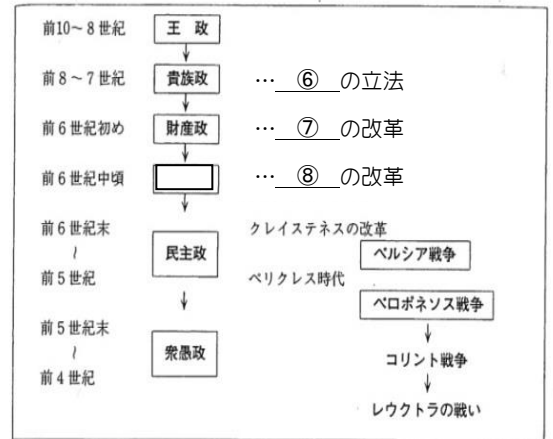 前10～8世紀 王 政
前8～7世紀 貴族政 … ⑥ の立法
前6世紀初め 財産政 … ⑦ の改革
前6世紀中頃 … ⑧ の改革
前6世紀末 クレイステネスの改革
～ 民主政 ペルシア戦争
前5世紀 ペリクレス時代
ペロポネソス戦争
前5世紀末
～ 衆愚政 コリント戦争
前4世紀
レウクトラの戦い